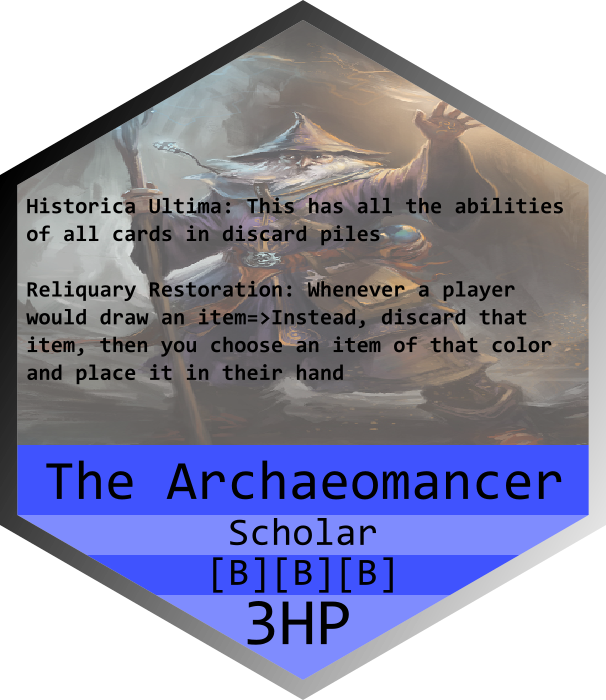 Historica Ultima: This has all the abilities
of all cards in discard piles
Reliquary Restoration: Whenever a player
would draw an item=>Instead, discard that
item, then you choose an item of that color
and place it in their hand
The Archaeomancer
Scholar
[B][B][B]
3HP